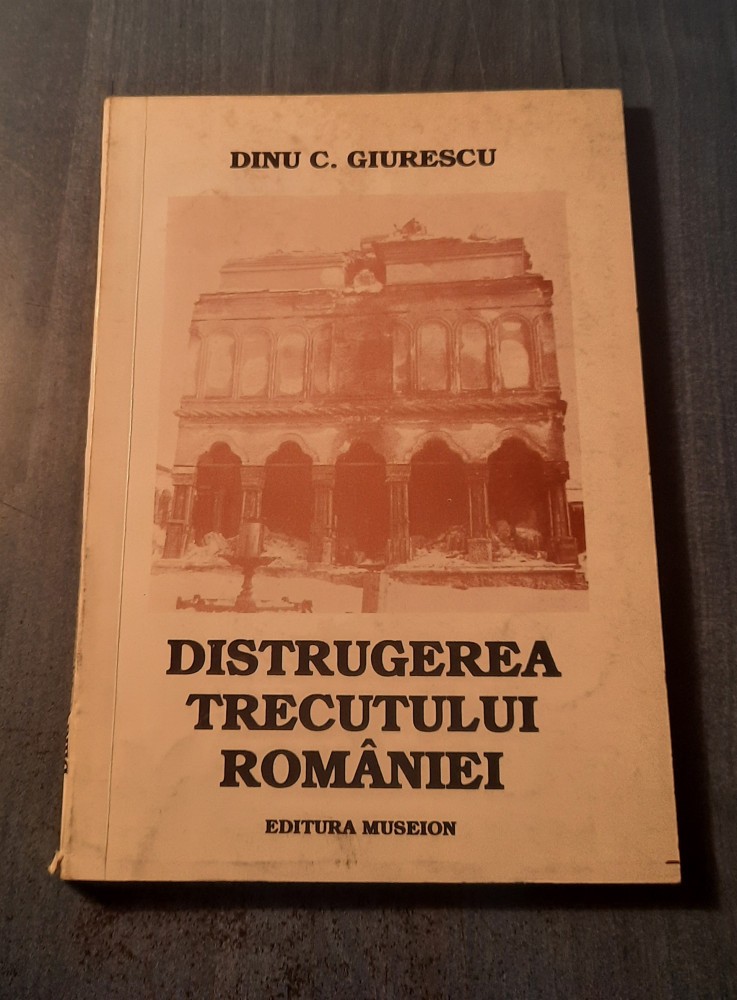 DINU C. GIURESCU
DISTRUGEREA
TRECUTULUI
ROMÂNIEI
EDITURA MUSEION